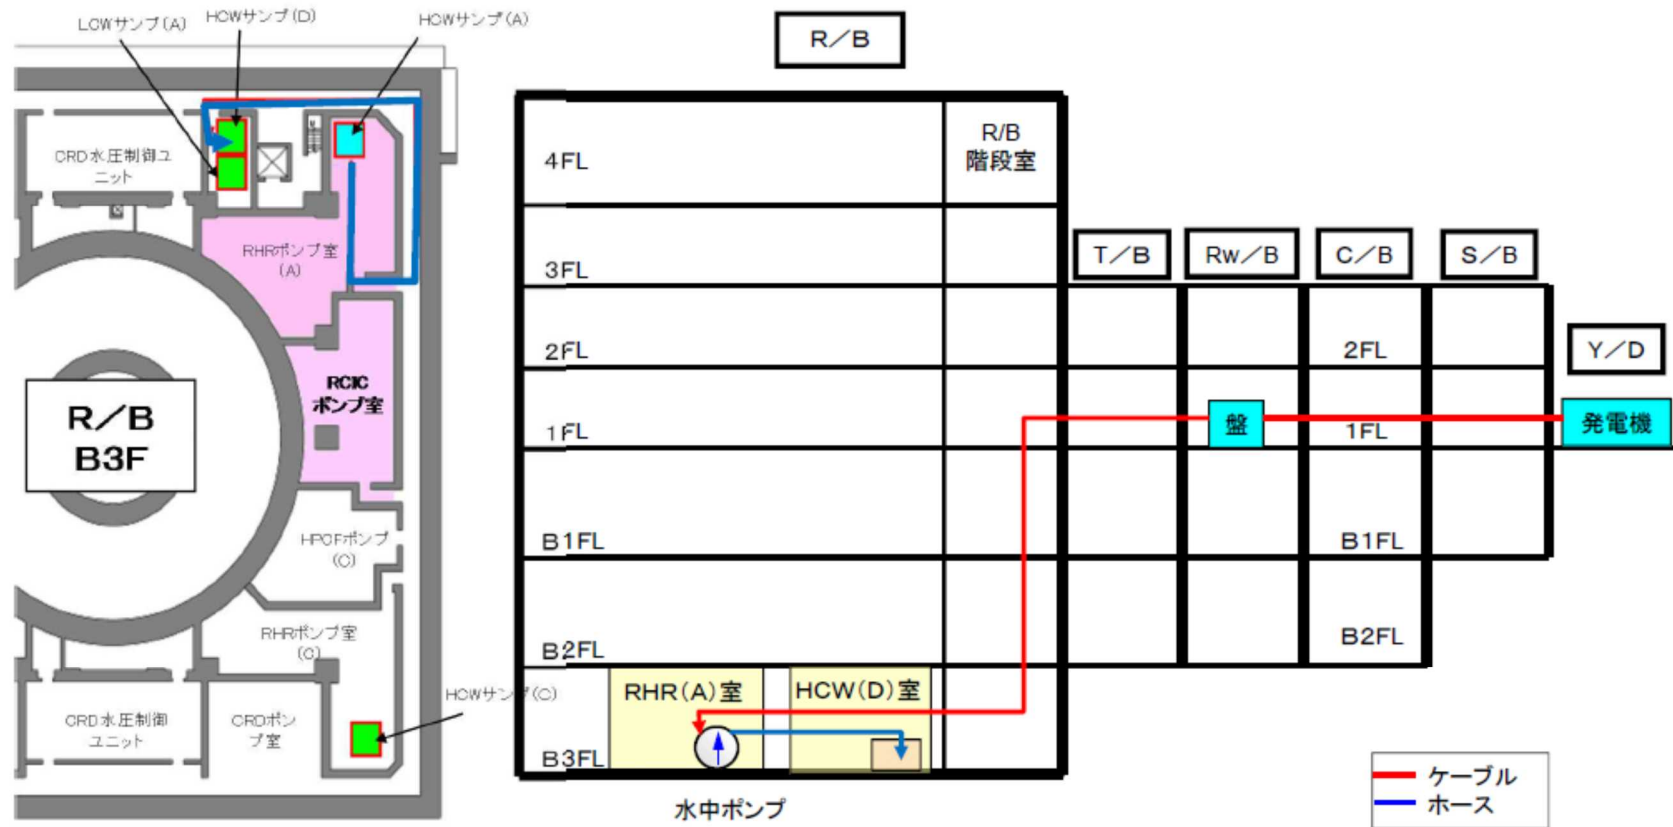 LCWサンプ(A)
HCWサンプ(D)
HCWサンプ(A)
CRD水圧制御ユ
ニット
RHRポンプ室
(A)
RCIC
ポンプ室
R/B
B3F
HPCFポンプ
(C)
RHRポンプ室
(C)
HCWサンプ(C)
CRD水圧制御
ユニット
CRDポン
プ室
R/B
4FL
R/B
階段室
3FL
T/B
Rw/B
C/B
S/B
2FL
2FL
Y/D
1FL
盤
1FL
発電機
B1FL
B1FL
B2FL
B2FL
RHR(A)室
HCW(D)室
B3FL
水中ポンプ
ケーブル
ホース